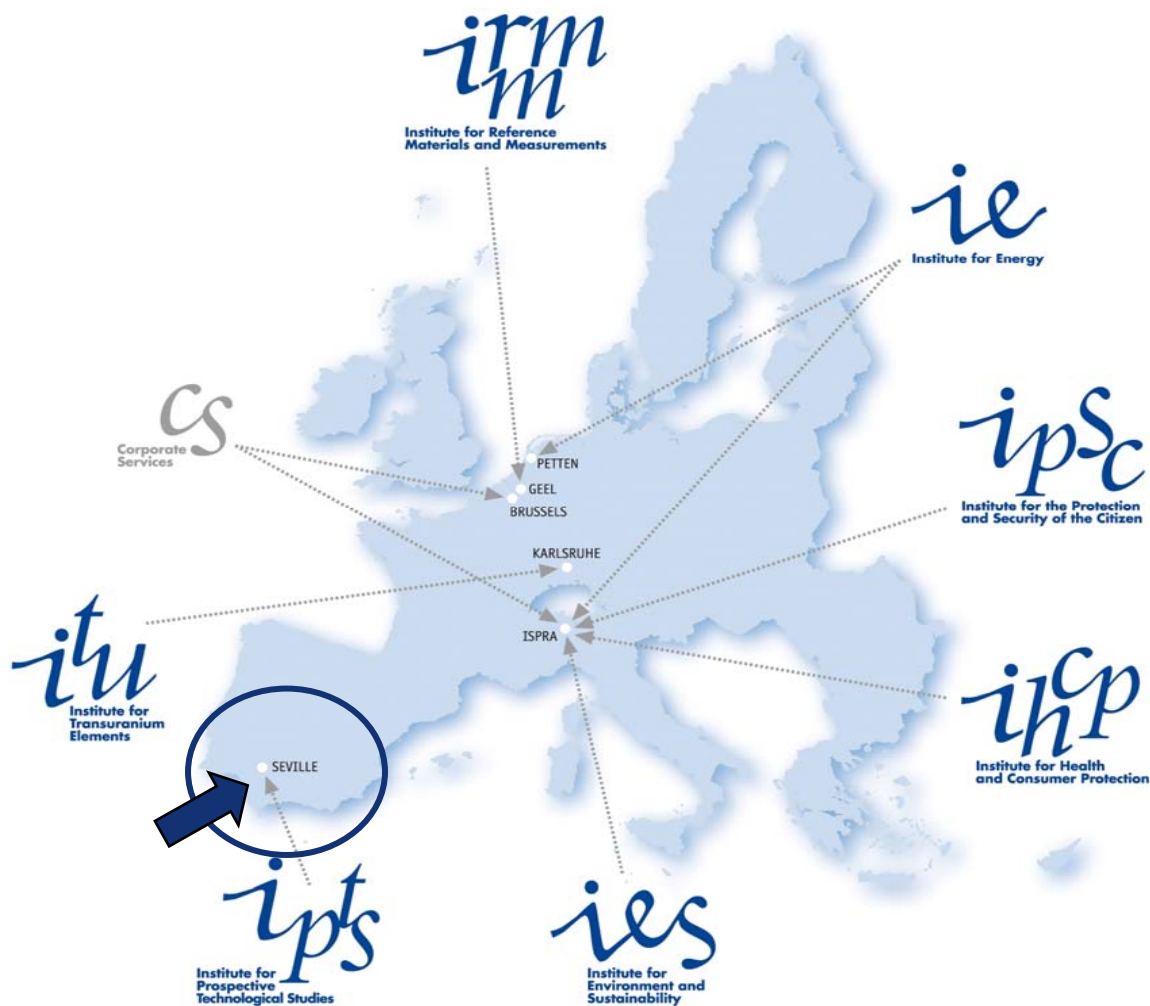 irmm
Institute for Reference
Materials and Measurements
ie
Institute for Energy
cs
Corporate
Services
ipsc
Institute for the Protection
and Security of the Citizen
PETTEN
GEEL
BRUSSELS
KARLSRUHE
ISPRA
itu
Institute for
Transuranium
Elements
ihcp
Institute for Health
and Consumer Protection
SEVILLE
ipts
Institute for
Prospective
Technological Studies
ies
Institute for
Environment and
Sustainability